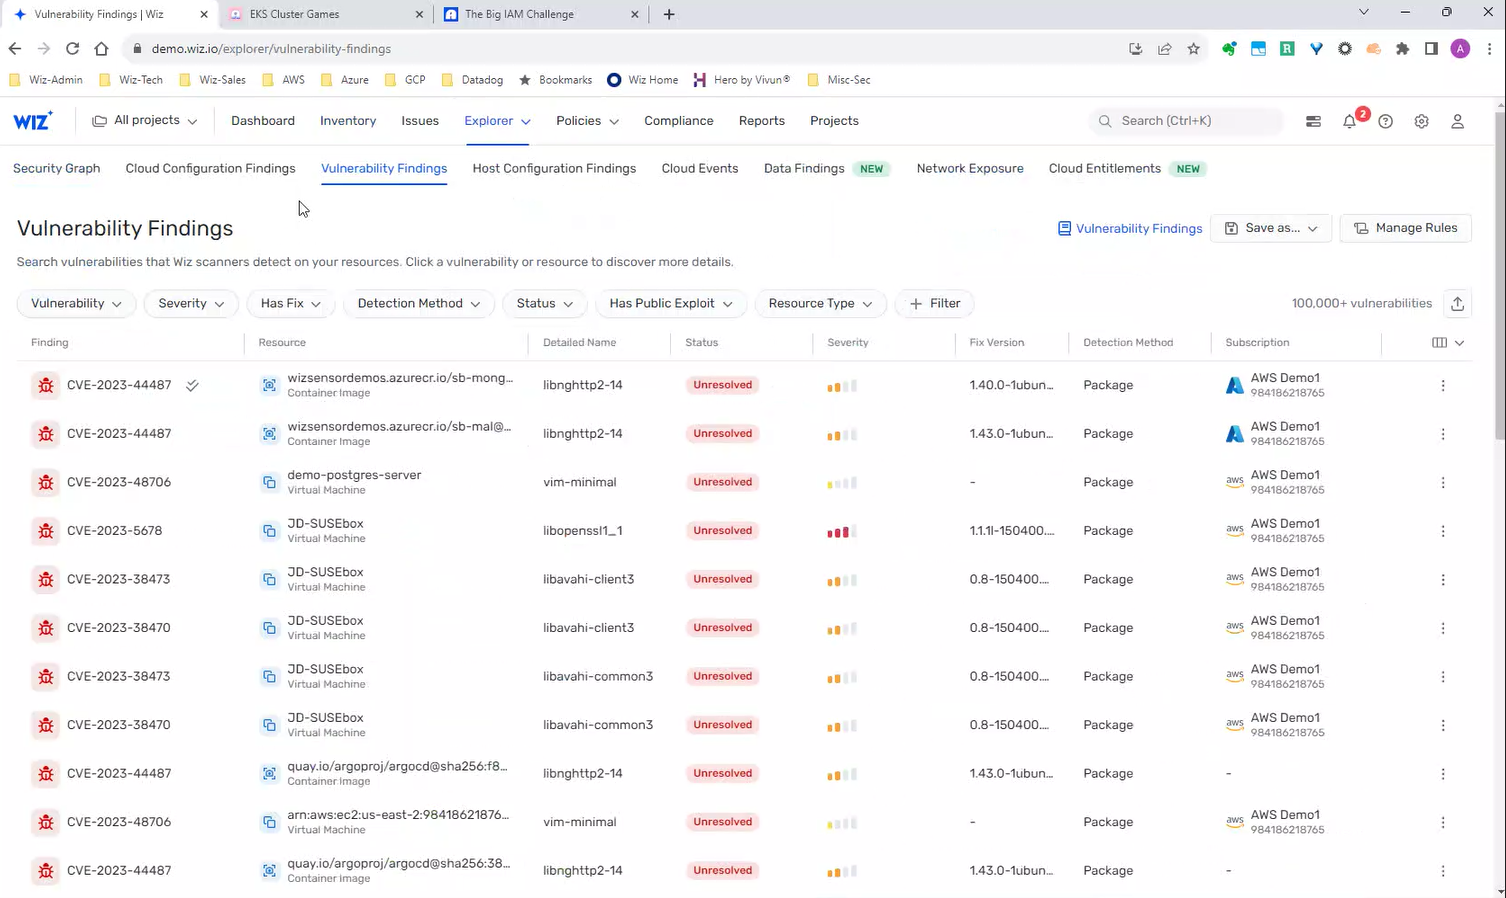 Vulnerability Findings | Wiz
EKS Cluster Games
The Big IAM Challenge
demo.wiz.io/explorer/vulnerability-findings
A
Wiz-Admin Wiz-Tech Wiz-Sales AWS Azure GCP Datadog Bookmarks Wiz Home Hero by Vivun® Misc-Sec
WIZ All projects Dashboard Inventory Issues Explorer Policies Compliance Reports Projects Search (Ctrl+K) 2
Security Graph Cloud Configuration Findings Vulnerability Findings Host Configuration Findings Cloud Events Data Findings NEW Network Exposure Cloud Entitlements NEW
Vulnerability Findings Vulnerability Findings Save as... Manage Rules
Search vulnerabilities that Wiz scanners detect on your resources. Click a vulnerability or resource to discover more details.
Vulnerability Severity Has Fix Detection Method Status Has Public Exploit Resource Type + Filter 100,000+ vulnerabilities
Finding Resource Detailed Name Status Severity Fix Version Detection Method Subscription
CVE-2023-44487 wizsensordemos.azurecr.io/sb-mong... libnghttp2-14 Unresolved 1.40.0-1ubun... Package AWS Demo1
Container Image 984186218765
CVE-2023-44487 wizsensordemos.azurecr.io/sb-mal@... libnghttp2-14 Unresolved 1.43.0-1ubun... Package AWS Demo1
Container Image 984186218765
CVE-2023-48706 demo-postgres-server vim-minimal Unresolved - Package aws AWS Demo1
Virtual Machine 984186218765
CVE-2023-5678 JD-SUSEbox libopenssl1_1 Unresolved 1.1.1l-150400.... Package aws AWS Demo1
Virtual Machine 984186218765
CVE-2023-38473 JD-SUSEbox libavahi-client3 Unresolved 0.8-150400.... Package aws AWS Demo1
Virtual Machine 984186218765
CVE-2023-38470 JD-SUSEbox libavahi-client3 Unresolved 0.8-150400.... Package aws AWS Demo1
Virtual Machine 984186218765
CVE-2023-38473 JD-SUSEbox libavahi-common3 Unresolved 0.8-150400.... Package aws AWS Demo1
Virtual Machine 984186218765
CVE-2023-38470 JD-SUSEbox libavahi-common3 Unresolved 0.8-150400.... Package aws AWS Demo1
Virtual Machine 984186218765
CVE-2023-44487 quay.io/argoproj/argocd@sha256:f8... libnghttp2-14 Unresolved 1.43.0-1ubun... Package -
Container Image
CVE-2023-48706 arn:aws:ec2:us-east-2:98418621876... vim-minimal Unresolved - Package aws AWS Demo1
Virtual Machine 984186218765
CVE-2023-44487 quay.io/argoproj/argocd@sha256:38... libnghttp2-14 Unresolved 1.43.0-1ubun... Package -
Container Image